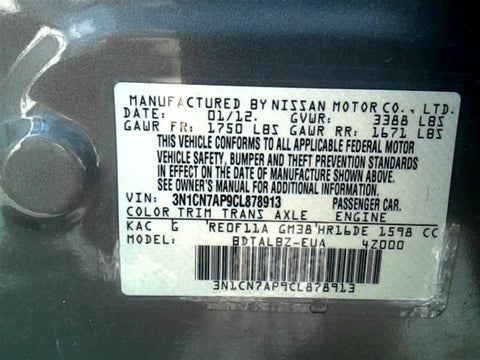 MANUFACTURED BY NISSAN MOTOR CO., LTD.
DATE: 01/12. GVWR: 3388 LBS
GAWR FR: 1750 LBS GAWR RR: 1671 LBS
THIS VEHICLE CONFORMS TO ALL APPLICABLE FEDERAL MOTOR
VEHICLE SAFETY, BUMPER AND THEFT PREVENTION STANDARDS
IN EFFECT ON THE DATE OF MANUFACTURE SHOWN ABOVE.
SEE OWNER'S MANUAL FOR ADDITIONAL INFORMATION.
VIN: 3N1CN7AP9CL878913 PASSENGER CAR.
COLOR TRIM TRANS AXLE ENGINE
KAC G RE0F11A GM38 HR16DE 1598 CC
MODEL: BDTALBZ-EUA 4Z000
3N1CN7AP9CL878913